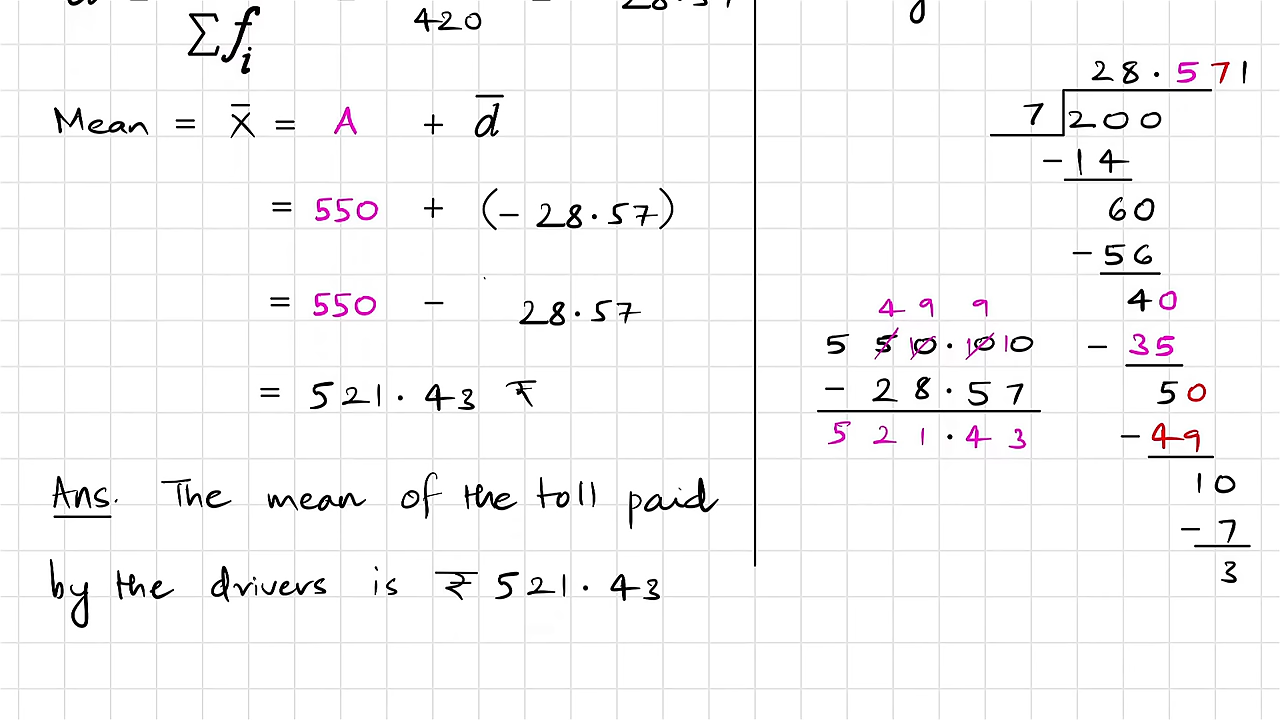 Σfᵢ 420
Mean = X̄ = A + d̄
= 550 + (- 28.57)
= 550 - 28.57
= 521.43 ₹
Ans. The mean of the toll paid
by the drivers is ₹ 521.43
4 9 9
5 5 10 . 10 10
- 2 8 . 5 7
5 2 1 . 4 3
28.571
7 200
-14
60
-56
40
- 35
50
-49
10
-7
3